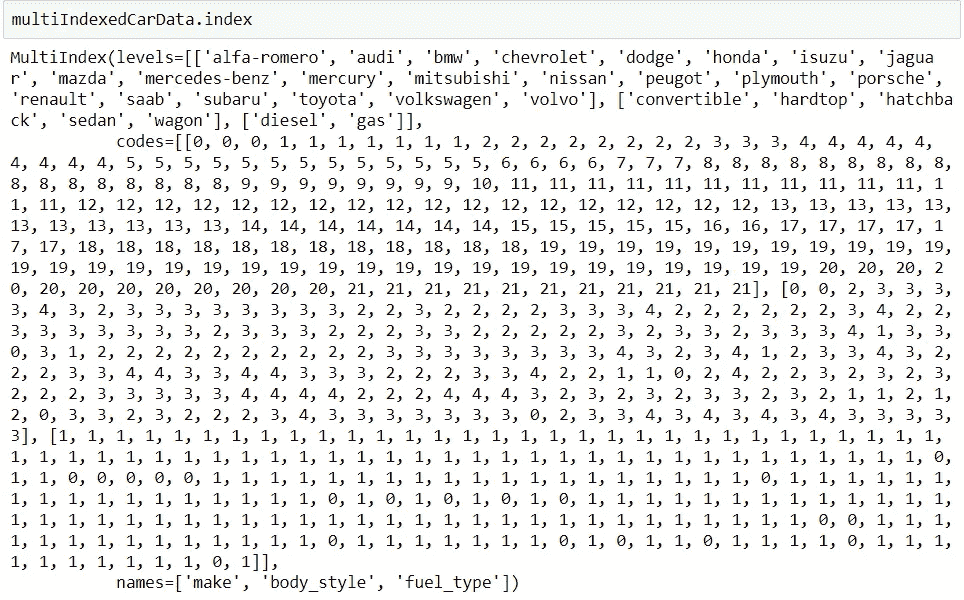 multiIndexedCarData.index
MultiIndex(levels=[['alfa-romero', 'audi', 'bmw', 'chevrolet', 'dodge', 'honda', 'isuzu', 'jagua
r', 'mazda', 'mercedes-benz', 'mercury', 'mitsubishi', 'nissan', 'peugot', 'plymouth', 'porsche',
'renault', 'saab', 'subaru', 'toyota', 'volkswagen', 'volvo'], ['convertible', 'hardtop', 'hatchba
ck', 'sedan', 'wagon'], ['diesel', 'gas']],
codes=[[0, 0, 0, 1, 1, 1, 1, 1, 1, 1, 2, 2, 2, 2, 2, 2, 2, 2, 3, 3, 3, 4, 4, 4, 4, 4,
4, 4, 4, 4, 5, 5, 5, 5, 5, 5, 5, 5, 5, 5, 5, 5, 5, 6, 6, 6, 6, 7, 7, 7, 8, 8, 8, 8, 8, 8, 8, 8, 8,
8, 8, 8, 8, 8, 8, 8, 8, 9, 9, 9, 9, 9, 9, 9, 9, 10, 11, 11, 11, 11, 11, 11, 11, 11, 11, 11, 11, 1
1, 11, 12, 12, 12, 12, 12, 12, 12, 12, 12, 12, 12, 12, 12, 12, 12, 12, 12, 12, 13, 13, 13, 13, 13,
13, 13, 13, 13, 13, 13, 14, 14, 14, 14, 14, 14, 14, 15, 15, 15, 15, 15, 16, 16, 17, 17, 17, 17, 1
7, 17, 18, 18, 18, 18, 18, 18, 18, 18, 18, 18, 18, 18, 19, 19, 19, 19, 19, 19, 19, 19, 19, 19, 19,
19, 19, 19, 19, 19, 19, 19, 19, 19, 19, 19, 19, 19, 19, 19, 19, 19, 19, 19, 19, 19, 20, 20, 20, 2
0, 20, 20, 20, 20, 20, 20, 20, 20, 21, 21, 21, 21, 21, 21, 21, 21, 21, 21, 21], [0, 0, 2, 3, 3, 3,
3, 4, 3, 2, 3, 3, 3, 3, 3, 3, 3, 3, 2, 2, 3, 2, 2, 2, 2, 3, 3, 3, 4, 2, 2, 2, 2, 2, 2, 3, 4, 2, 2,
3, 3, 3, 3, 3, 3, 2, 3, 3, 3, 2, 2, 2, 3, 3, 2, 2, 2, 2, 2, 3, 2, 3, 3, 2, 3, 3, 3, 4, 1, 3, 3,
0, 3, 1, 2, 2, 2, 2, 2, 2, 2, 2, 2, 2, 3, 3, 3, 3, 3, 3, 3, 3, 4, 3, 2, 3, 4, 1, 2, 3, 3, 4, 3, 2,
2, 2, 3, 3, 4, 4, 3, 3, 4, 4, 3, 3, 3, 2, 2, 2, 3, 3, 4, 2, 2, 1, 1, 0, 2, 4, 2, 2, 3, 2, 3, 2, 3,
2, 2, 2, 3, 3, 3, 3, 3, 4, 4, 4, 4, 2, 2, 2, 4, 4, 4, 3, 2, 3, 2, 3, 2, 3, 3, 2, 3, 2, 1, 1, 2, 1,
2, 0, 3, 3, 2, 3, 2, 2, 2, 3, 4, 3, 3, 3, 3, 3, 3, 3, 0, 2, 3, 3, 4, 3, 4, 3, 4, 3, 4, 3, 3, 3, 3,
3], [1, 1, 1, 1, 1, 1, 1, 1, 1, 1, 1, 1, 1, 1, 1, 1, 1, 1, 1, 1, 1, 1, 1, 1, 1, 1, 1, 1, 1, 1, 1,
1, 1, 1, 1, 1, 1, 1, 1, 1, 1, 1, 1, 1, 1, 1, 1, 1, 1, 1, 1, 1, 1, 1, 1, 1, 1, 1, 1, 1, 1, 1, 1, 0,
1, 1, 0, 0, 0, 0, 0, 1, 1, 1, 1, 1, 1, 1, 1, 1, 1, 1, 1, 1, 1, 1, 1, 1, 1, 1, 0, 1, 1, 1, 1, 1, 1,
1, 1, 1, 1, 1, 1, 1, 1, 1, 1, 1, 0, 1, 0, 1, 0, 1, 0, 1, 0, 1, 1, 1, 1, 1, 1, 1, 1, 1, 1, 1, 1, 1,
1, 1, 1, 1, 1, 1, 1, 1, 1, 1, 1, 1, 1, 1, 1, 1, 1, 1, 1, 1, 1, 1, 1, 1, 1, 1, 1, 1, 0, 0, 1, 1, 1,
1, 1, 1, 1, 1, 1, 1, 1, 1, 1, 1, 0, 1, 1, 1, 1, 1, 1, 1, 0, 1, 0, 1, 1, 0, 1, 1, 1, 1, 0, 1, 1, 1,
1, 1, 1, 1, 1, 1, 1, 0, 1]],
names=['make', 'body_style', 'fuel_type'])